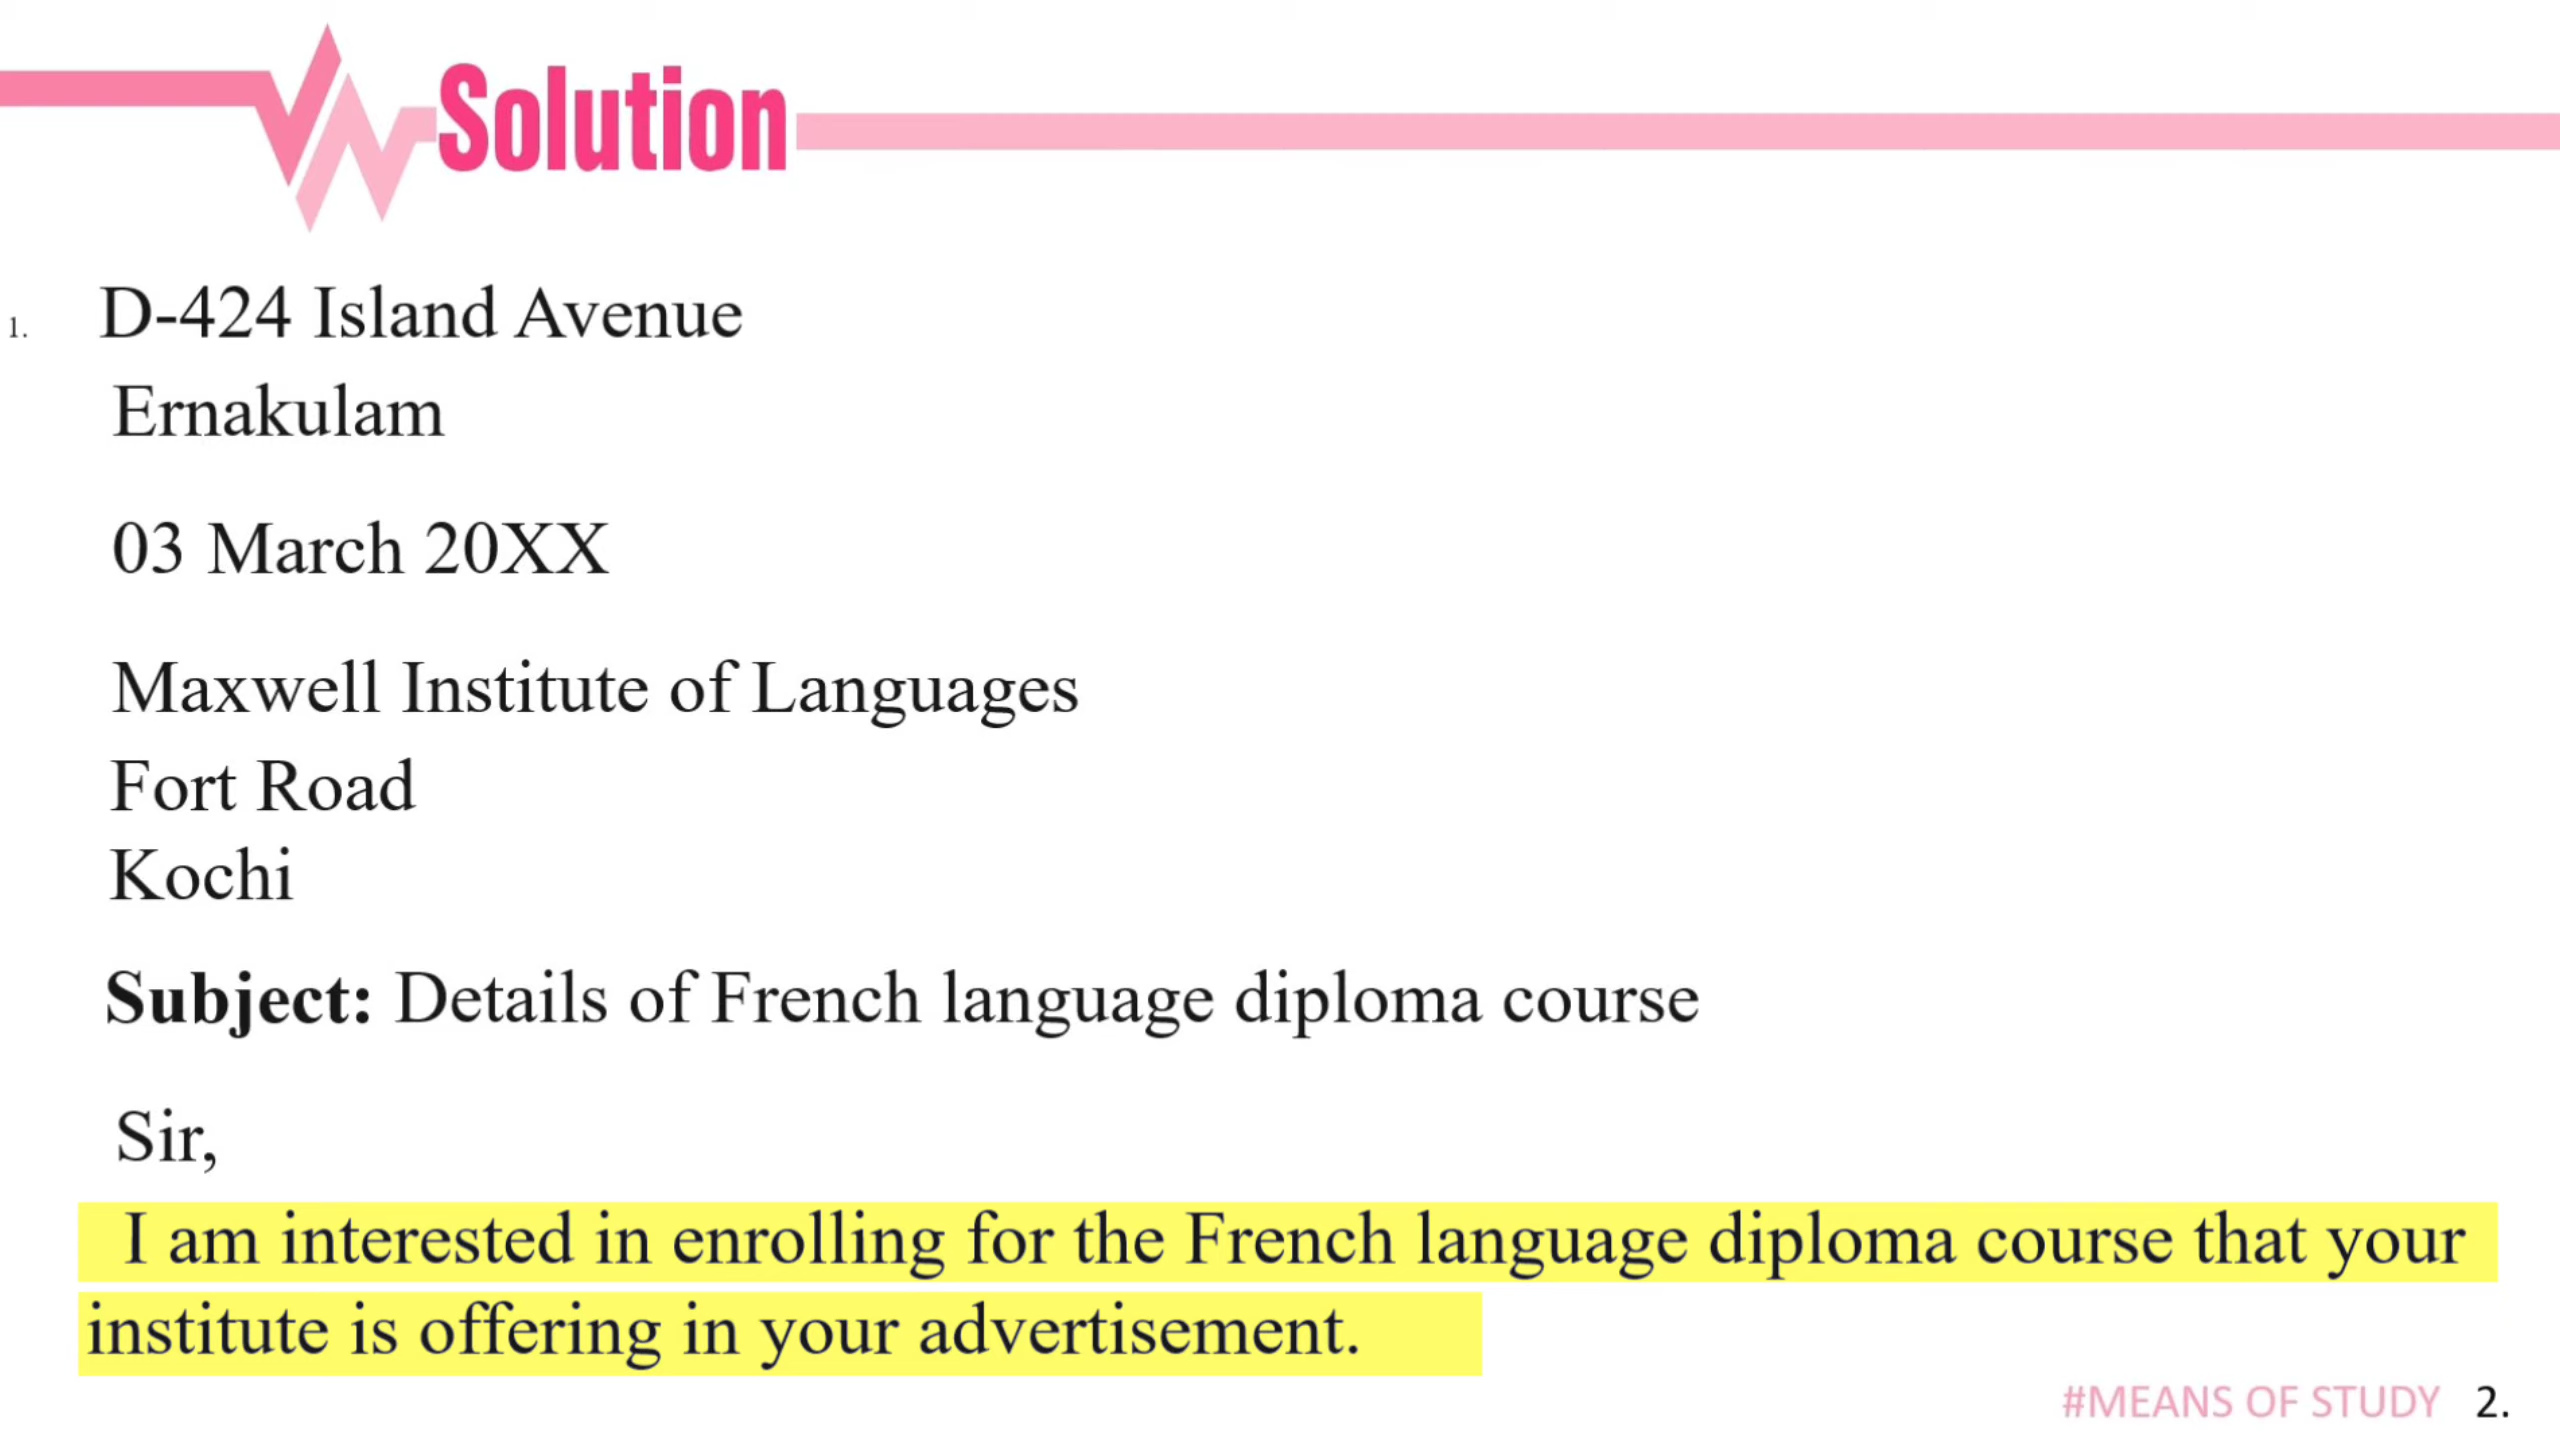 Solution
1. D-424 Island Avenue
Ernakulam
03 March 20XX
Maxwell Institute of Languages
Fort Road
Kochi
Subject: Details of French language diploma course
Sir,
I am interested in enrolling for the French language diploma course that your
institute is offering in your advertisement.
#MEANS OF STUDY 2.